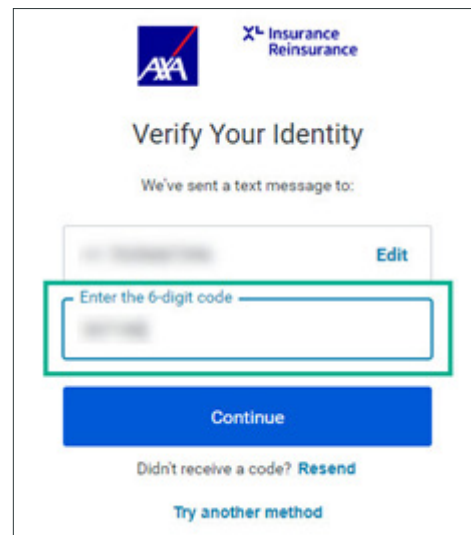 AXA
XL Insurance
Reinsurance
Verify Your Identity
We've sent a text message to:
Edit
Enter the 6-digit code
Continue
Didn't receive a code? Resend
Try another method